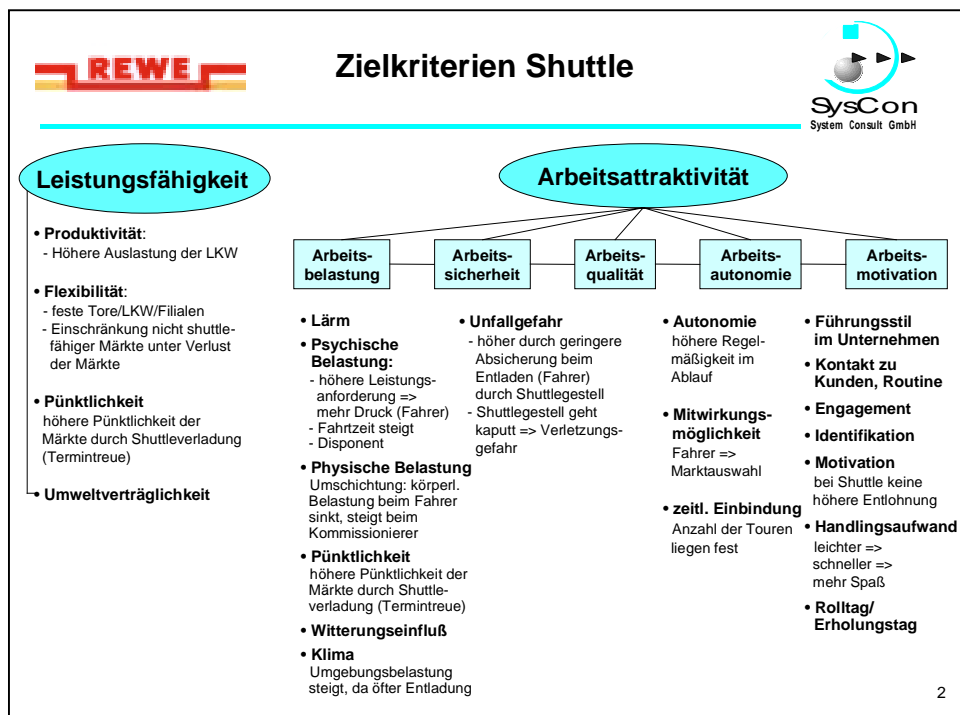 REWE
Zielkriterien Shuttle
SysCon
System Consult GmbH
Leistungsfähigkeit
• Produktivität:
- Höhere Auslastung der LKW
• Flexibilität:
- feste Tore/LKW/Filialen
- Einschränkung nicht shuttle-
fähiger Märkte unter Verlust
der Märkte
• Pünktlichkeit
höhere Pünktlichkeit der
Märkte durch Shuttleverladung
(Termintreue)
• Umweltverträglichkeit
Arbeitsattraktivität
Arbeits-
belastung
Arbeits-
sicherheit
Arbeits-
qualität
Arbeits-
autonomie
Arbeits-
motivation
• Lärm
• Psychische
Belastung:
- höhere Leistungs-
anforderung =>
mehr Druck (Fahrer)
- Fahrtzeit steigt
- Disponent
• Physische Belastung
Umschichtung: körperl.
Belastung beim Fahrer
sinkt, steigt beim
Kommissionierer
• Pünktlichkeit
höhere Pünktlichkeit der
Märkte durch Shuttle-
verladung (Termintreue)
• Witterungseinfluß
• Klima
Umgebungsbelastung
steigt, da öfter Entladung
• Unfallgefahr
- höher durch geringere
Absicherung beim
Entladen (Fahrer)
durch Shuttlegestell
- Shuttlegestell geht
kaputt => Verletzungs-
gefahr
• Autonomie
höhere Regel-
mäßigkeit im
Ablauf
• Mitwirkungs-
möglichkeit
Fahrer =>
Marktauswahl
• zeitl. Einbindung
Anzahl der Touren
liegen fest
• Führungsstil
im Unternehmen
• Kontakt zu
Kunden, Routine
• Engagement
• Identifikation
• Motivation
bei Shuttle keine
höhere Entlohnung
• Handlingsaufwand
leichter =>
schneller =>
mehr Spaß
• Rolltag/
Erholungstag
2